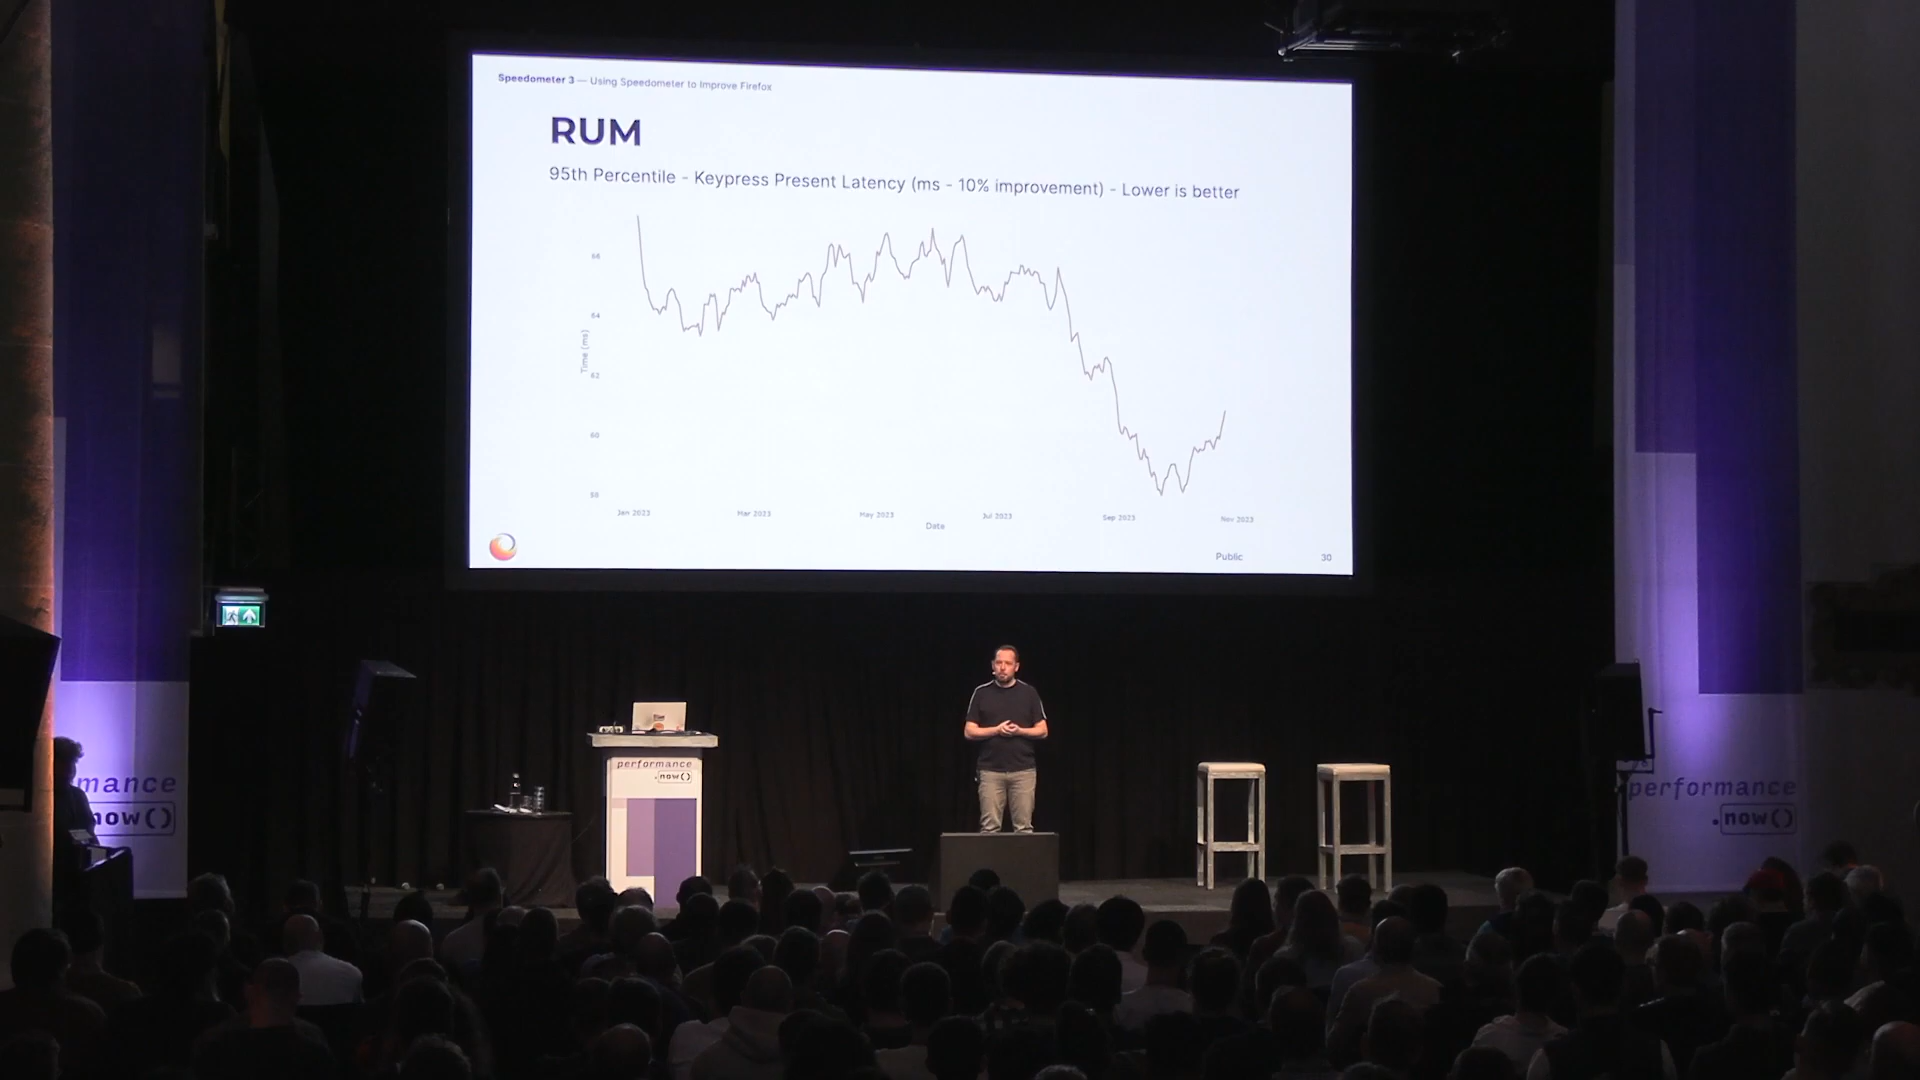 Speedometer 3 — Using Speedometer to Improve Firefox
RUM
95th Percentile - Keypress Present Latency (ms - 10% improvement) - Lower is better
66
64
62
60
58
Time (ms)
Jan 2023
Mar 2023
May 2023
Jul 2023
Sep 2023
Nov 2023
Date
Public
30
performance
.now()
mance
now()
performance
.now()